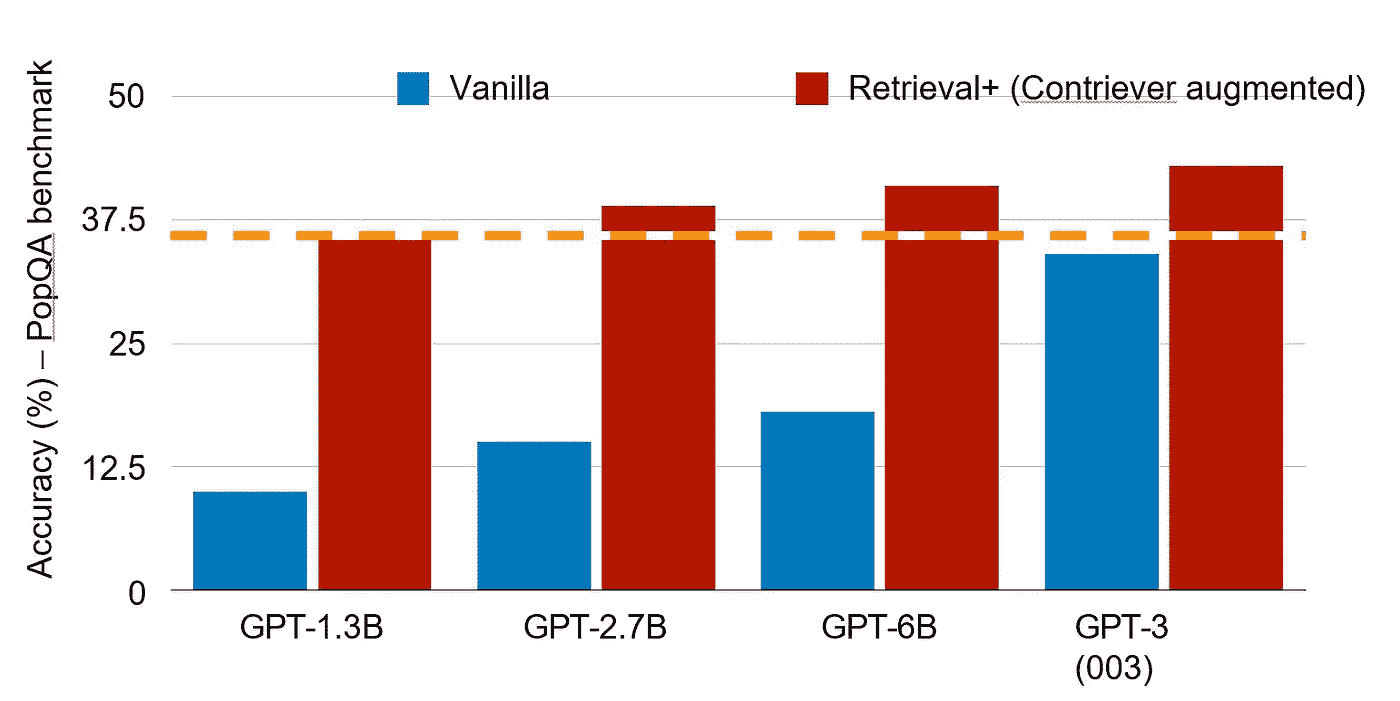 Accuracy (%) – PopQA benchmark
50
37.5
25
12.5
0
Vanilla
Retrieval+ (Contriever augmented)
GPT-1.3B
GPT-2.7B
GPT-6B
GPT-3
(003)